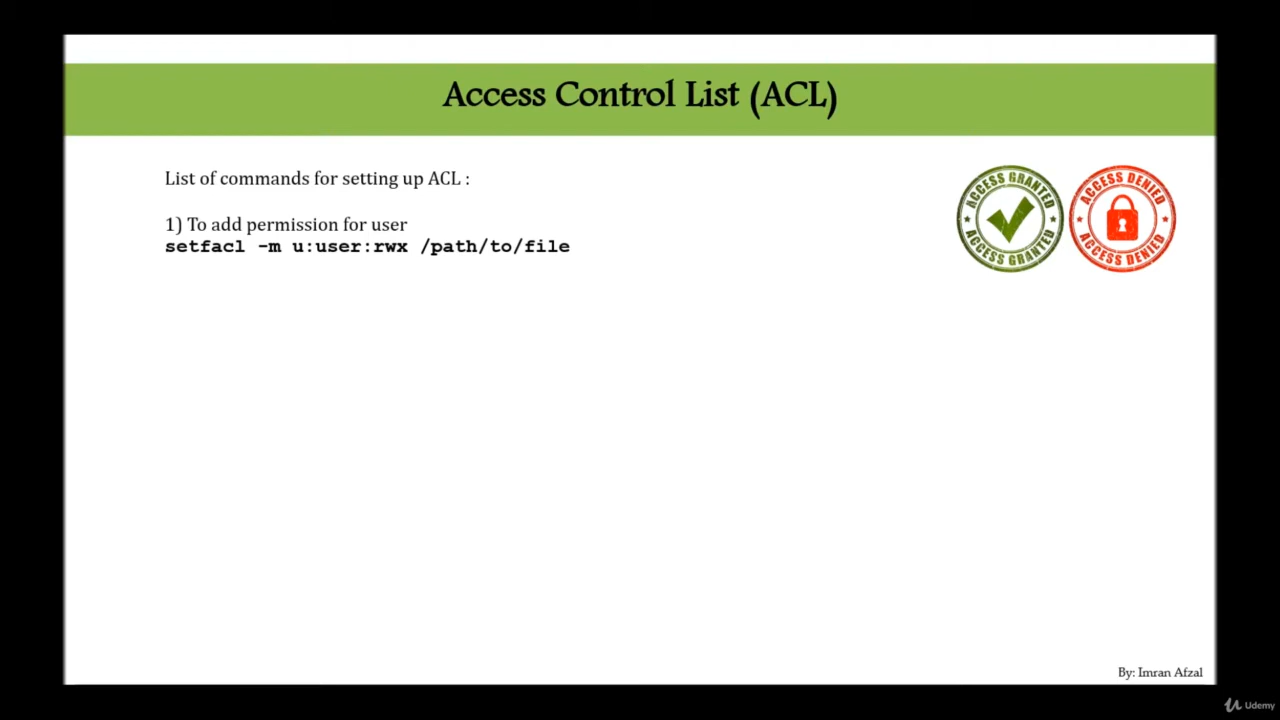 Access Control List (ACL)
List of commands for setting up ACL :
1) To add permission for user
setfacl -m u:user:rwx /path/to/file
ACCESS GRANTED
ACCESS GRANTED
ACCESS DENIED
ACCESS DENIED
By: Imran Afzal
Udemy